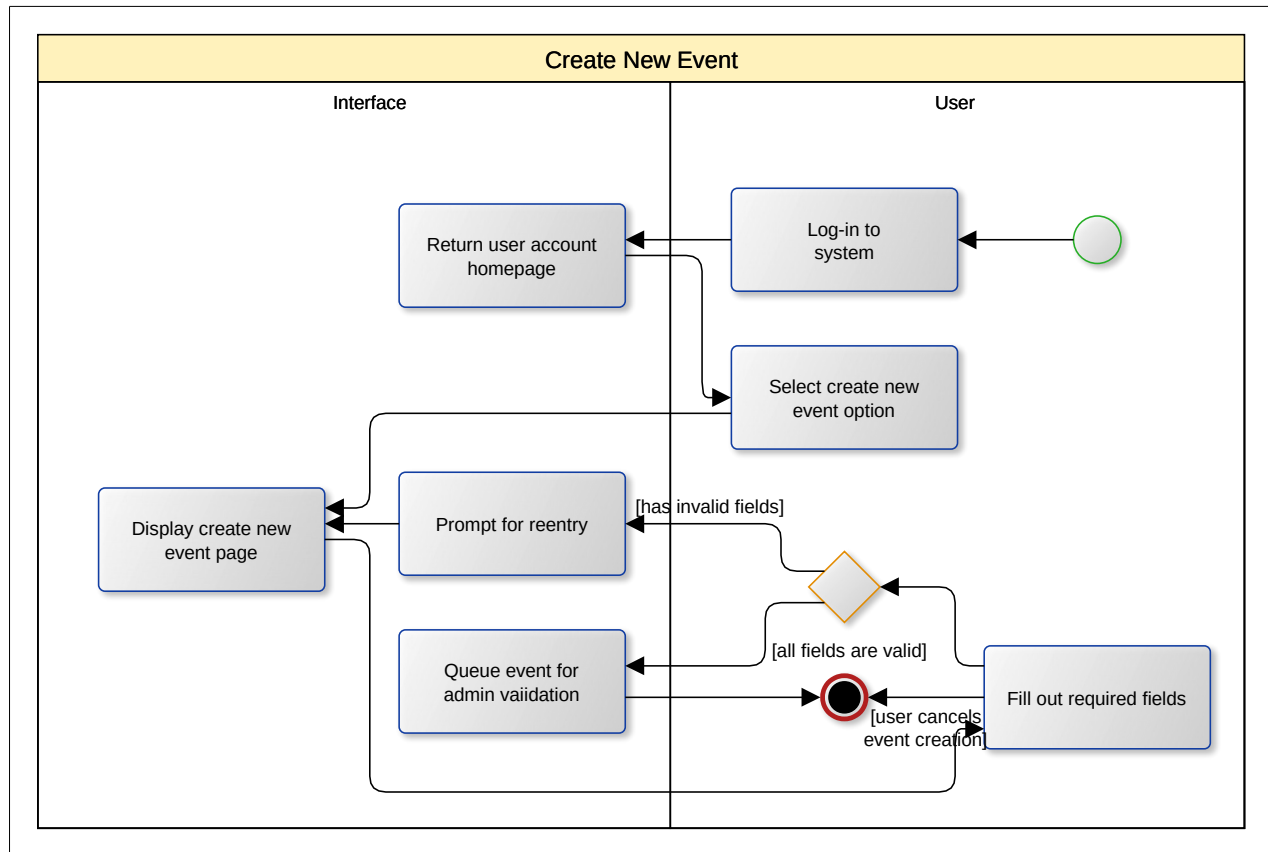 Create New Event
Interface
User
Return user account
homepage
Log-in to
system
Select create new
event option
Display create new
event page
Prompt for reentry
[has invalid fields]
Queue event for
admin vaiidation
[all fields are valid]
[user cancels
event creation]
Fill out required fields